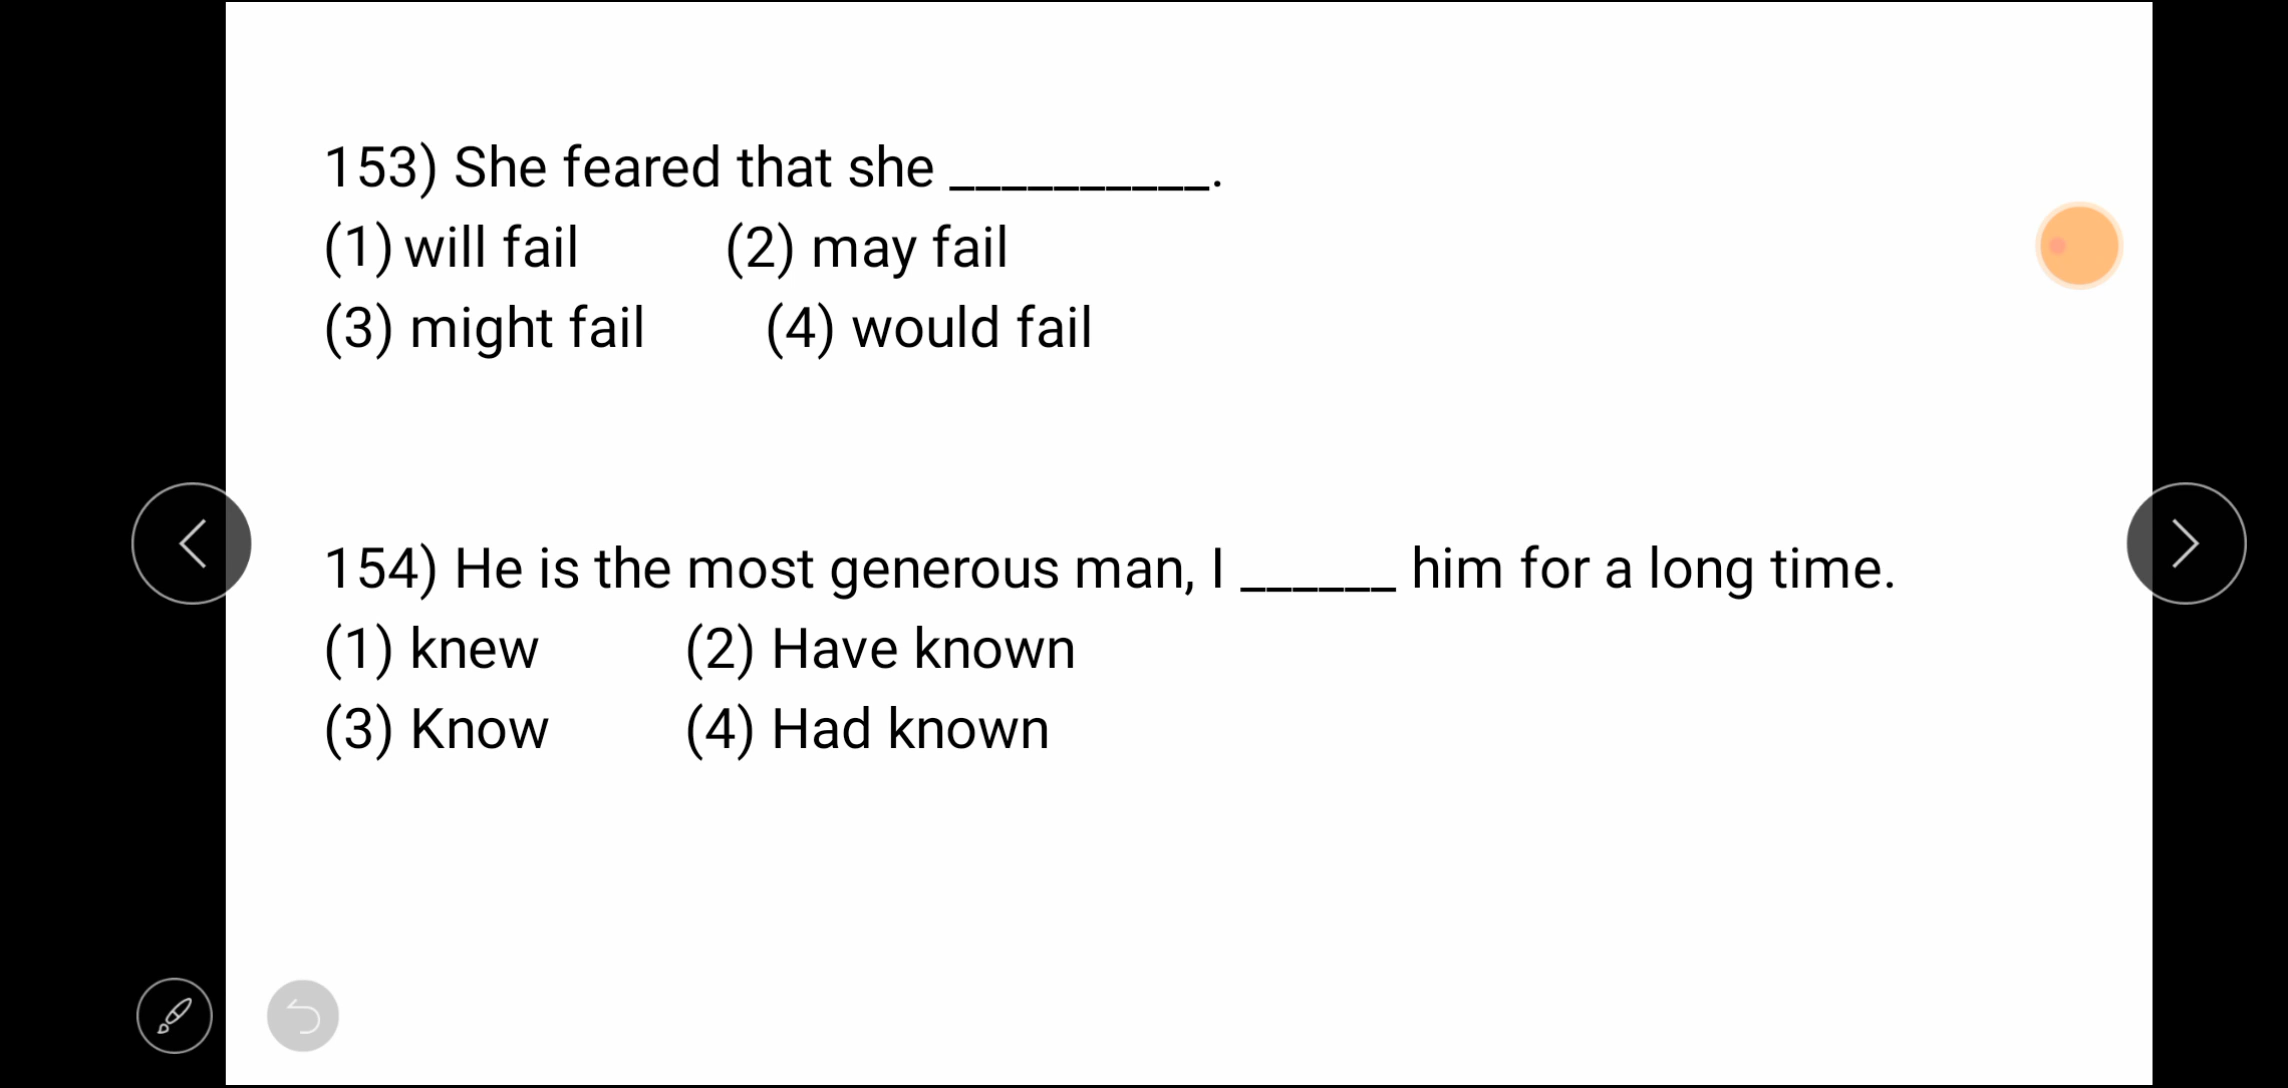 153) She feared that she __________.
(1) will fail (2) may fail
(3) might fail (4) would fail
154) He is the most generous man, I ______ him for a long time.
(1) knew (2) Have known
(3) Know (4) Had known